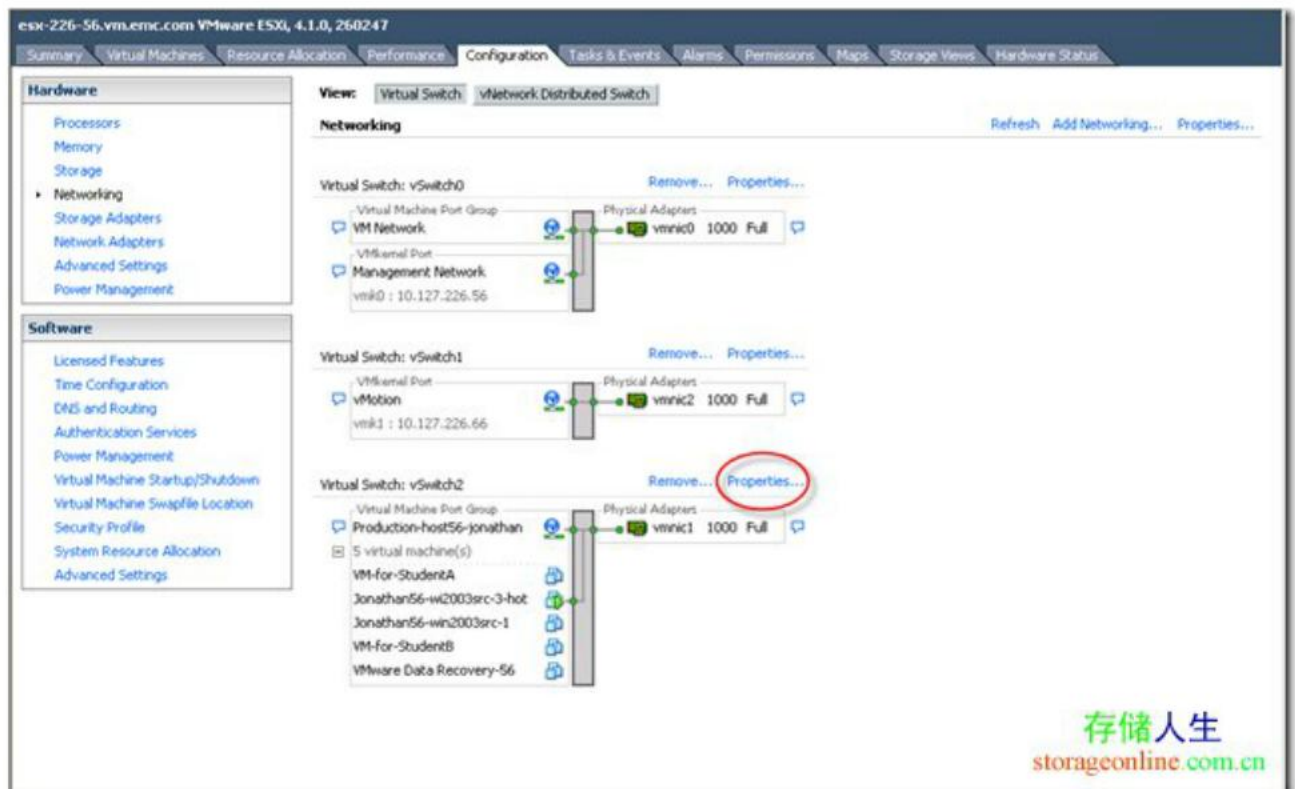 esx-226-56.vm.emc.com VMware ESXi, 4.1.0, 260247
Summary Virtual Machines Resource Allocation Performance Configuration Tasks & Events Alarms Permissions Maps Storage Views Hardware Status
Hardware
Processors
Memory
Storage
Networking
Storage Adapters
Network Adapters
Advanced Settings
Power Management
Software
Licensed Features
Time Configuration
DNS and Routing
Authentication Services
Power Management
Virtual Machine Startup/Shutdown
Virtual Machine Swapfile Location
Security Profile
System Resource Allocation
Advanced Settings
View: Virtual Switch vNetwork Distributed Switch
Networking Refresh Add Networking... Properties...
Virtual Switch: vSwitch0 Remove... Properties...
Virtual Machine Port Group Physical Adapters
VM Network vmnic0 1000 Full
VMkernel Port
Management Network
vmk0 : 10.127.226.56
Virtual Switch: vSwitch1 Remove... Properties...
VMkernel Port Physical Adapters
vMotion vmnic2 1000 Full
vmk1 : 10.127.226.66
Virtual Switch: vSwitch2 Remove... Properties...
Virtual Machine Port Group Physical Adapters
Production-host56-jonathan vmnic1 1000 Full
5 virtual machine(s)
VM-for-StudentA
Jonathan56-wi2003src-3-hot
Jonathan56-win2003src-1
VM-for-StudentB
VMware Data Recovery-56
存储人生
storageonline.com.cn